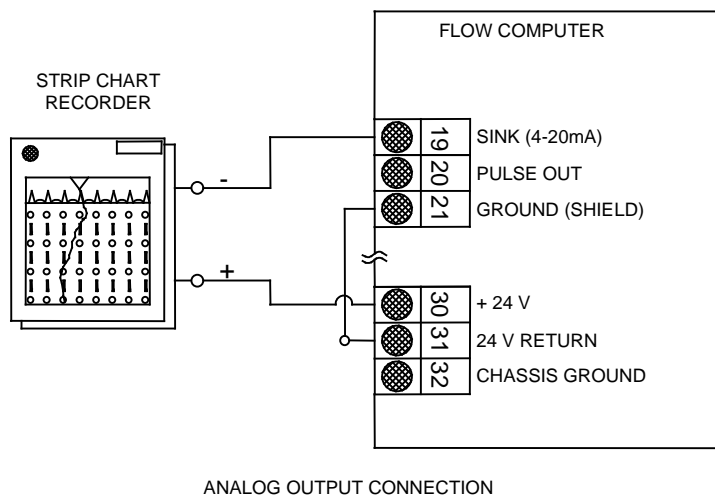 FLOW COMPUTER
STRIP CHART
RECORDER
19 SINK (4-20mA)
-
20 PULSE OUT
21 GROUND (SHIELD)
+
30 + 24 V
31 24 V RETURN
32 CHASSIS GROUND
ANALOG OUTPUT CONNECTION